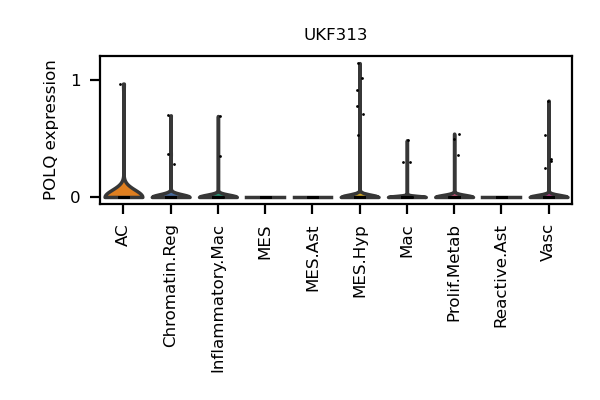 UKF313
POLQ expression
1
0
AC
Chromatin.Reg
Inflammatory.Mac
MES
MES.Ast
MES.Hyp
Mac
Prolif.Metab
Reactive.Ast
Vasc